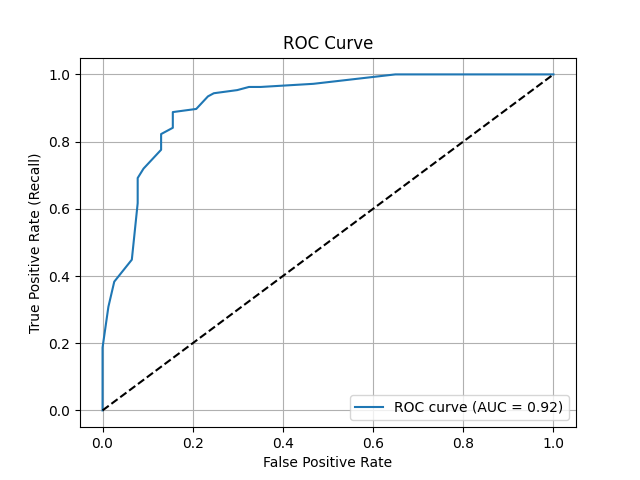 ROC Curve
True Positive Rate (Recall)
1.0
0.8
0.6
0.4
0.2
0.0
0.0 0.2 0.4 0.6 0.8 1.0
False Positive Rate
ROC curve (AUC = 0.92)